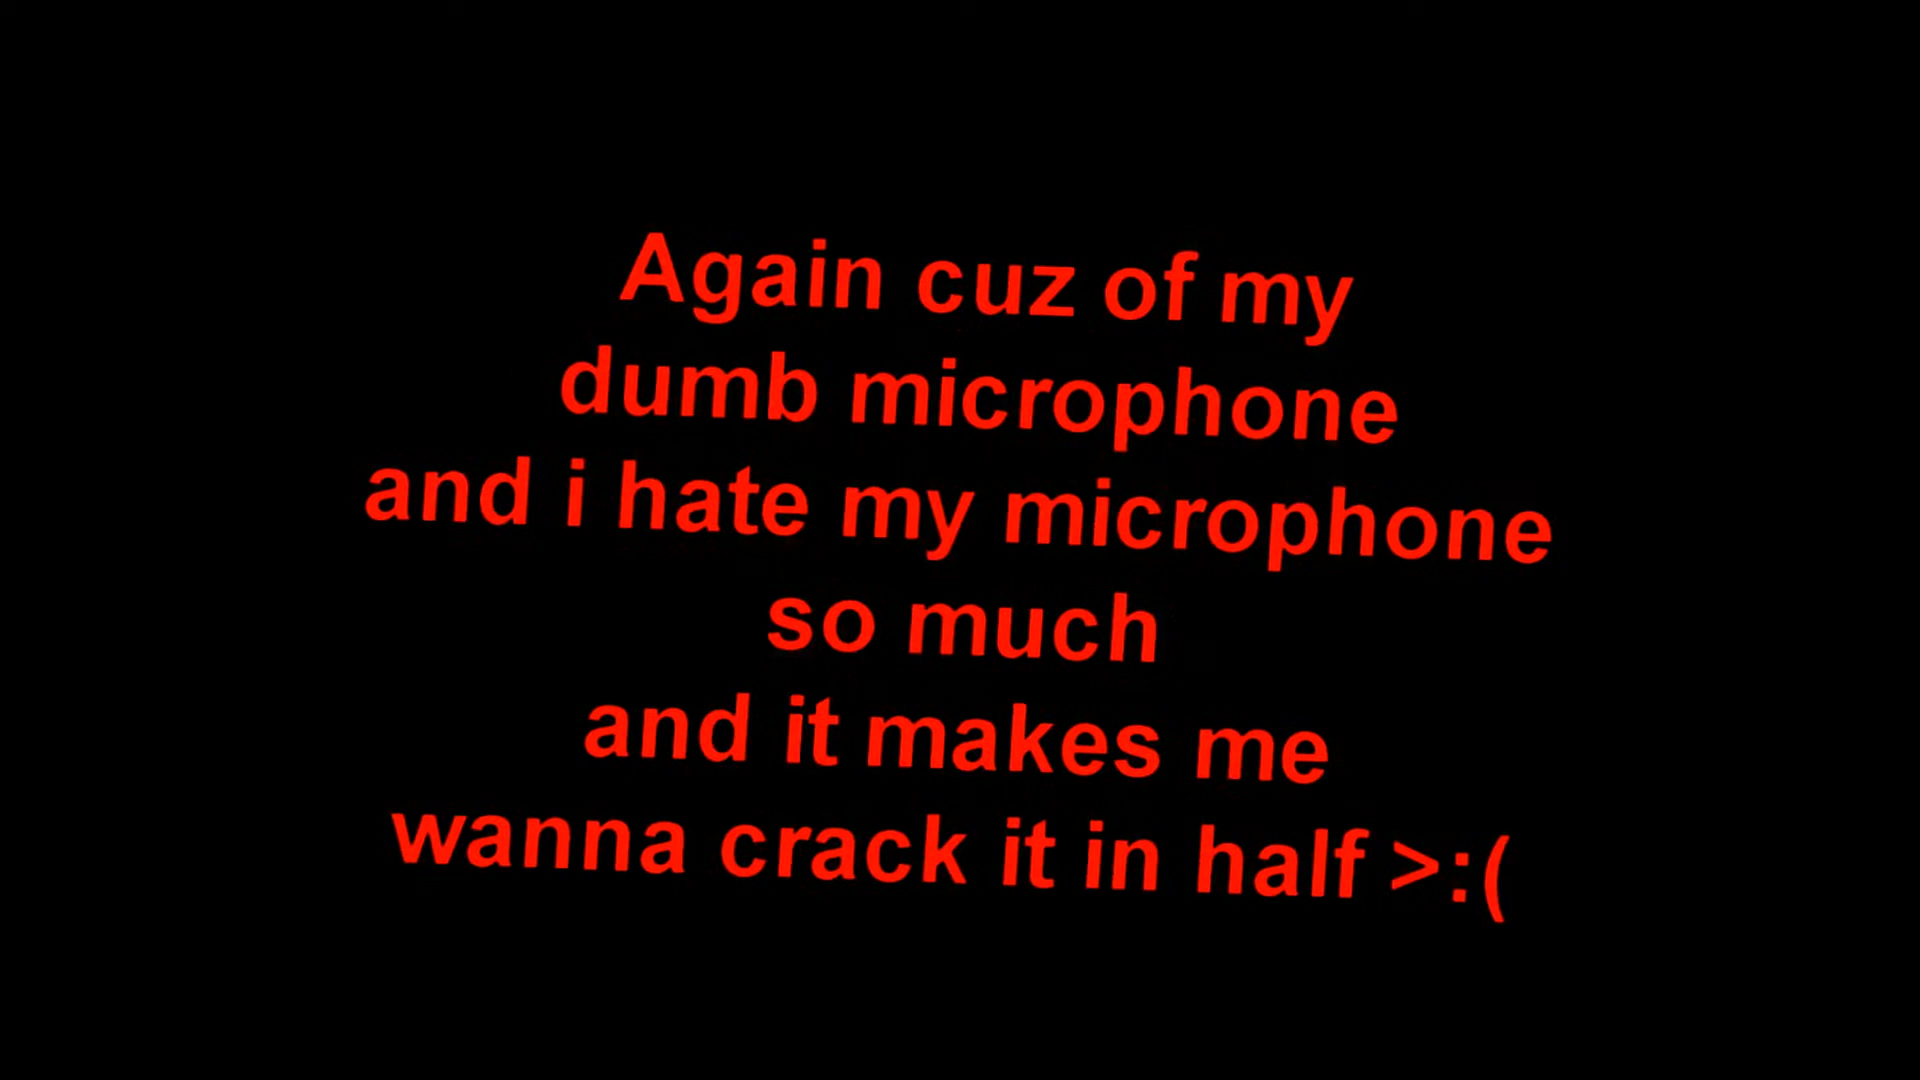 Again cuz of my
dumb microphone
and i hate my microphone
so much
and it makes me
wanna crack it in half >:(